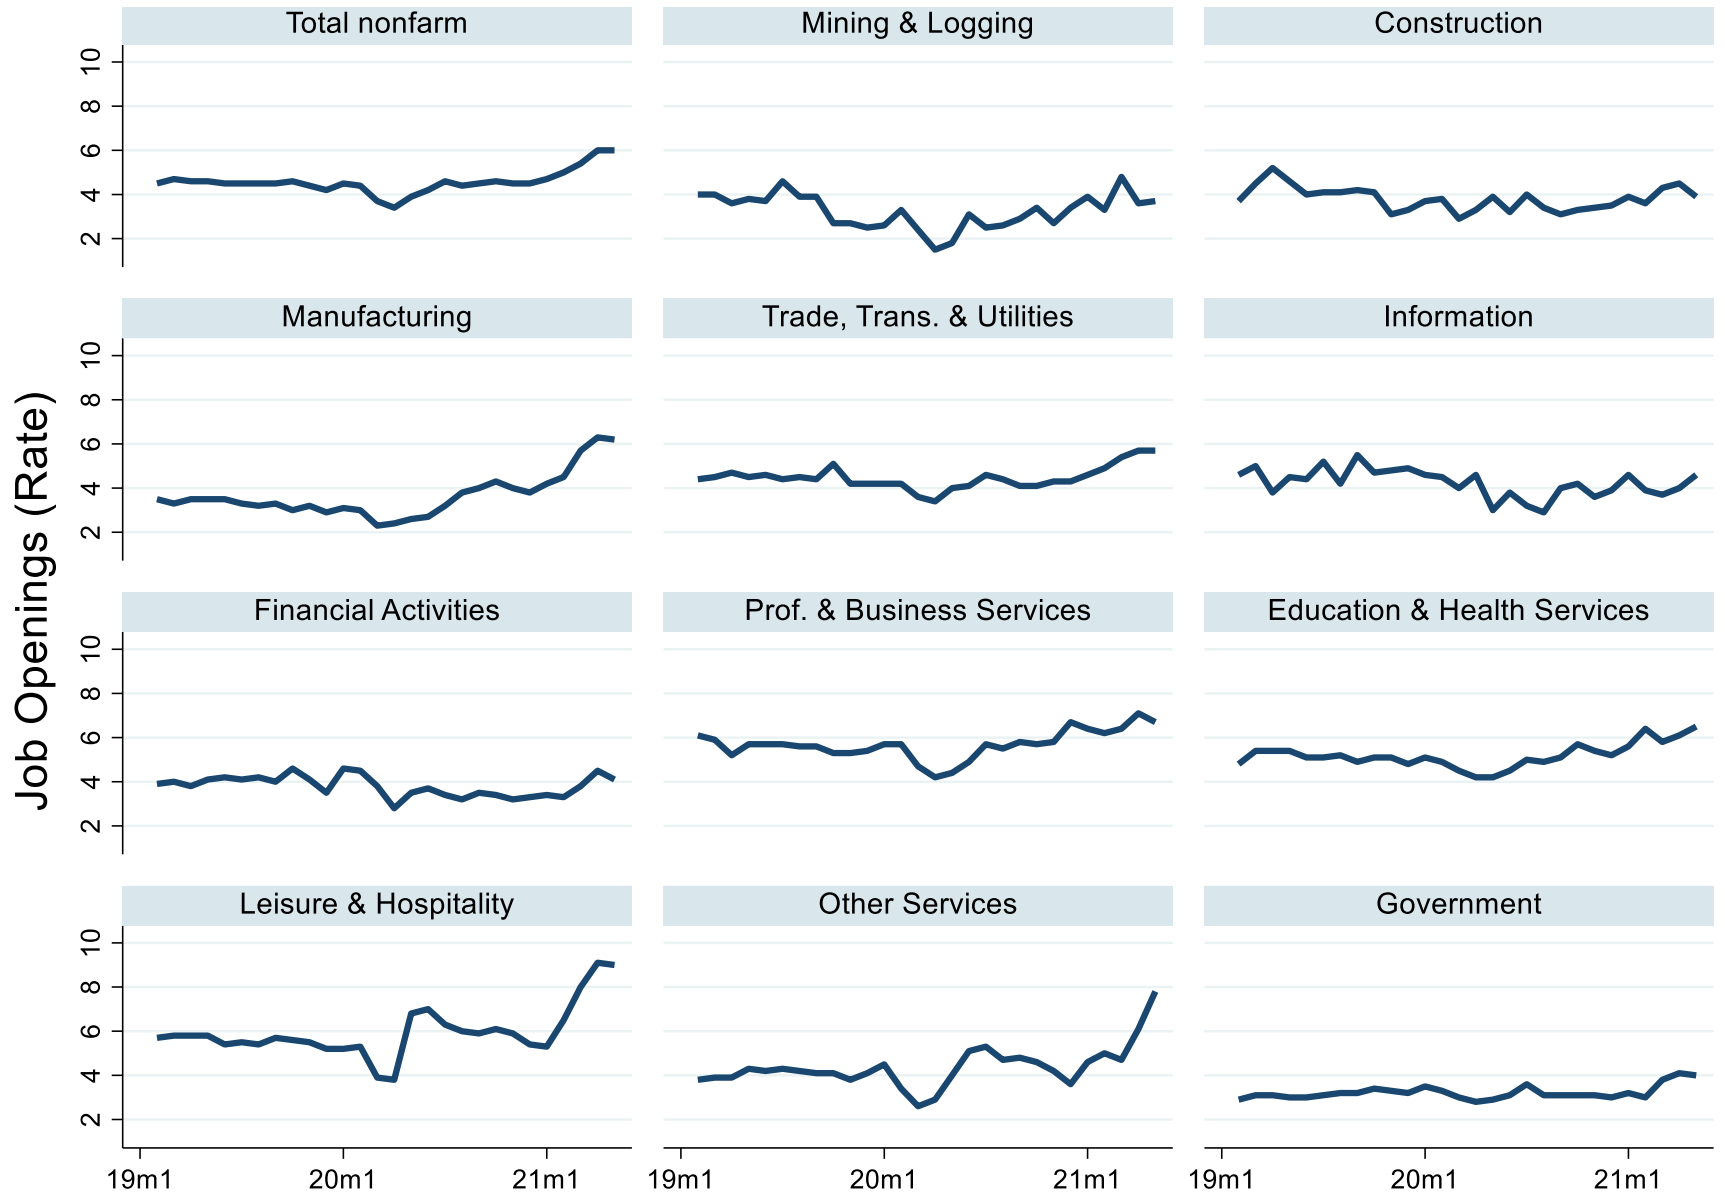 Job Openings (Rate)
Total nonfarm
Mining & Logging
Construction
10
8
6
4
2
Manufacturing
Trade, Trans. & Utilities
Information
10
8
6
4
2
Financial Activities
Prof. & Business Services
Education & Health Services
10
8
6
4
2
Leisure & Hospitality
Other Services
Government
10
8
6
4
2
19m1 20m1 21m1 19m1 20m1 21m1 19m1 20m1 21m1